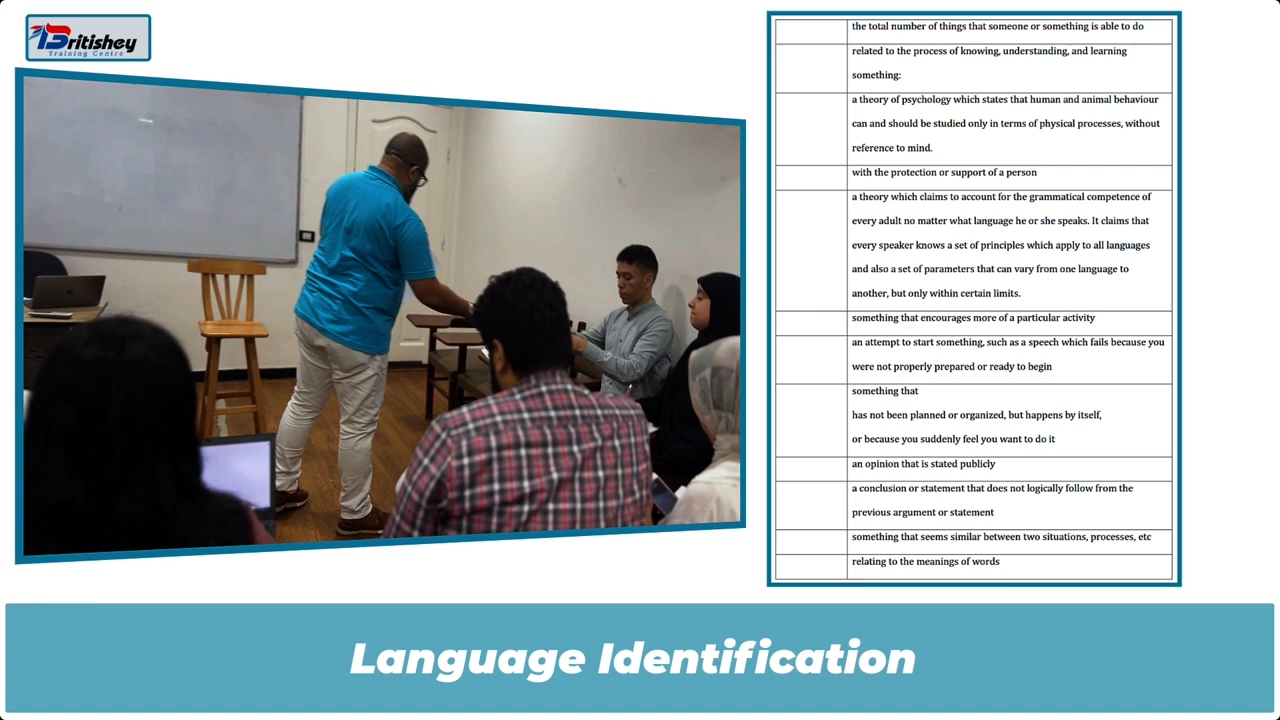 Britishey
Training Centre
the total number of things that someone or something is able to do
related to the process of knowing, understanding, and learning
something:
a theory of psychology which states that human and animal behaviour
can and should be studied only in terms of physical processes, without
reference to mind.
with the protection or support of a person
a theory which claims to account for the grammatical competence of
every adult no matter what language he or she speaks. It claims that
every speaker knows a set of principles which apply to all languages
and also a set of parameters that can vary from one language to
another, but only within certain limits.
something that encourages more of a particular activity
an attempt to start something, such as a speech which fails because you
were not properly prepared or ready to begin
something that
has not been planned or organized, but happens by itself,
or because you suddenly feel you want to do it
an opinion that is stated publicly
a conclusion or statement that does not logically follow from the
previous argument or statement
something that seems similar between two situations, processes, etc
relating to the meanings of words
Language Identification